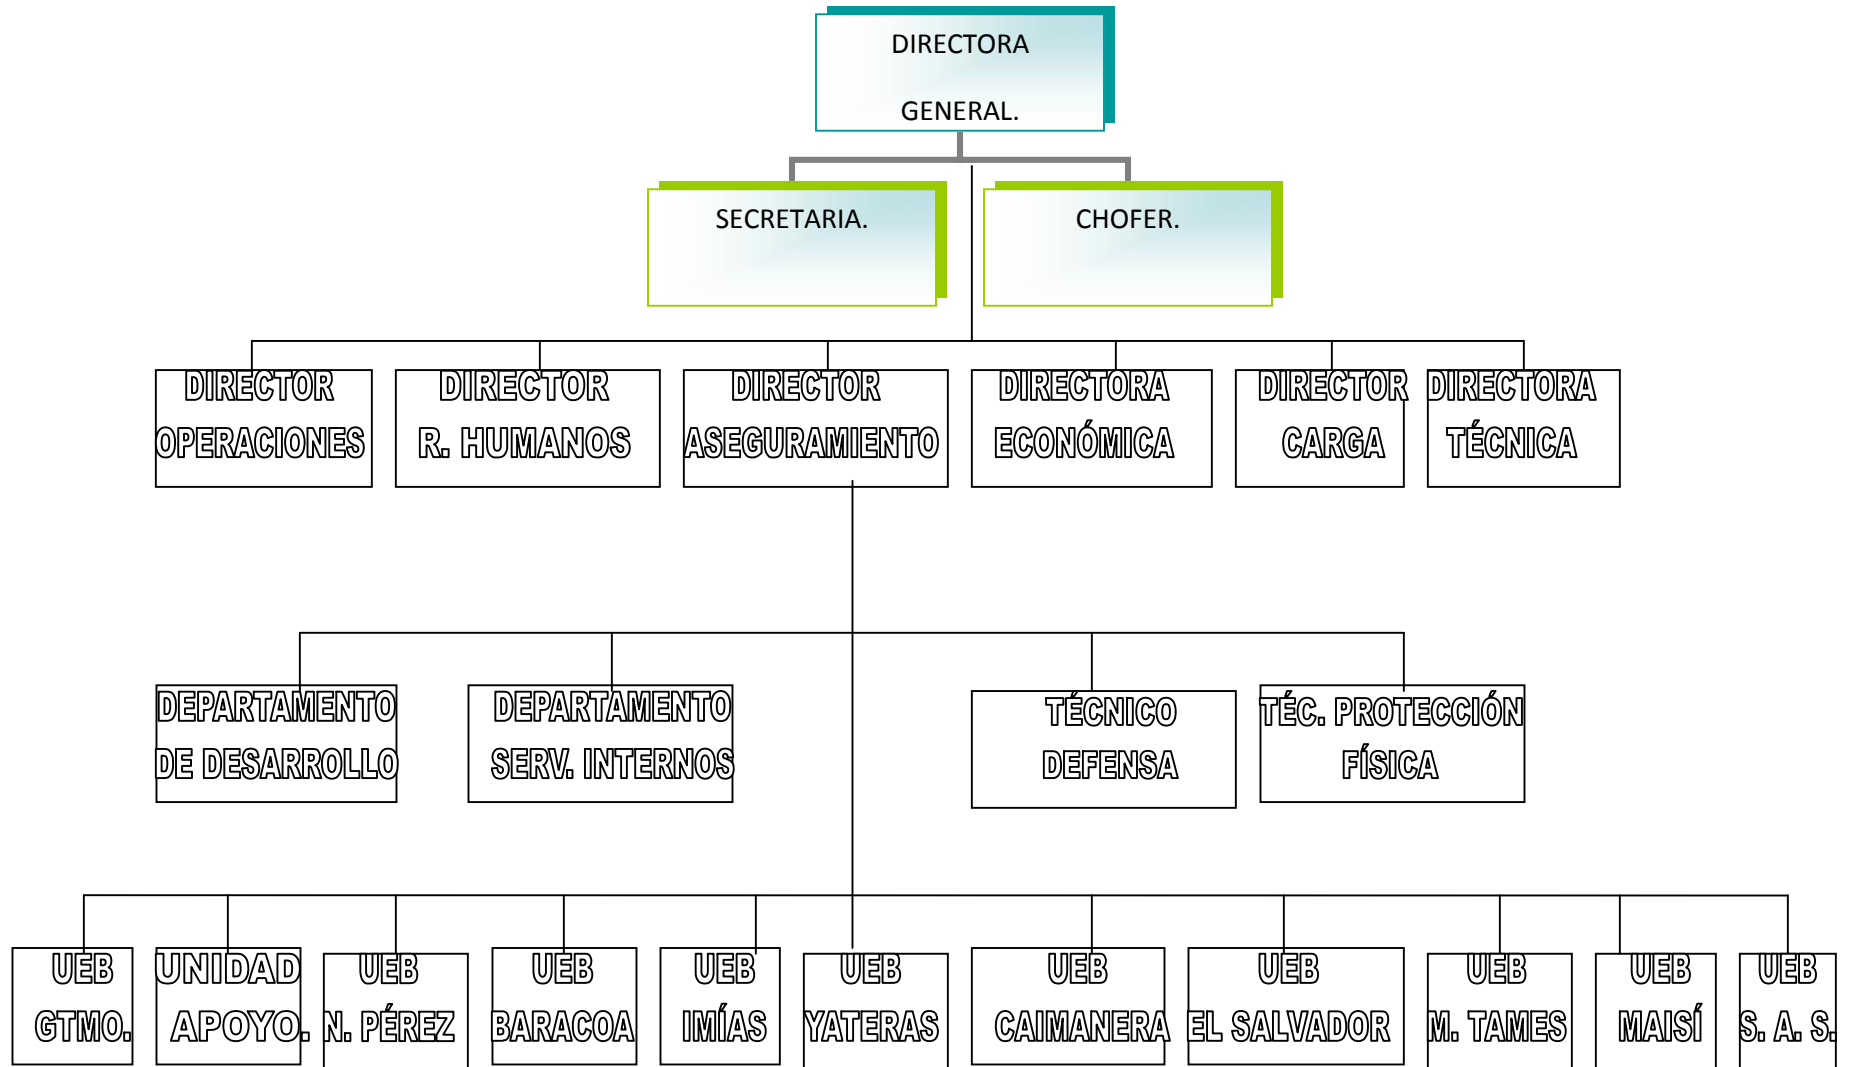 DIRECTORA
GENERAL.
SECRETARIA.
CHOFER.
DIRECTOR
OPERACIONES
DIRECTOR
R. HUMANOS
DIRECTOR
ASEGURAMIENTO
DIRECTORA
ECONÓMICA
DIRECTOR
CARGA
DIRECTORA
TÉCNICA
DEPARTAMENTO
DE DESARROLLO
DEPARTAMENTO
SERV. INTERNOS
TÉCNICO
DEFENSA
TÉC. PROTECCIÓN
FÍSICA
UEB
GTMO.
UNIDAD
APOYO.
UEB
N. PÉREZ
UEB
BARACOA
UEB
IMÍAS
UEB
YATERAS
UEB
CAIMANERA
UEB
EL SALVADOR
UEB
M. TAMES
UEB
MAISÍ
UEB
S. A. S.